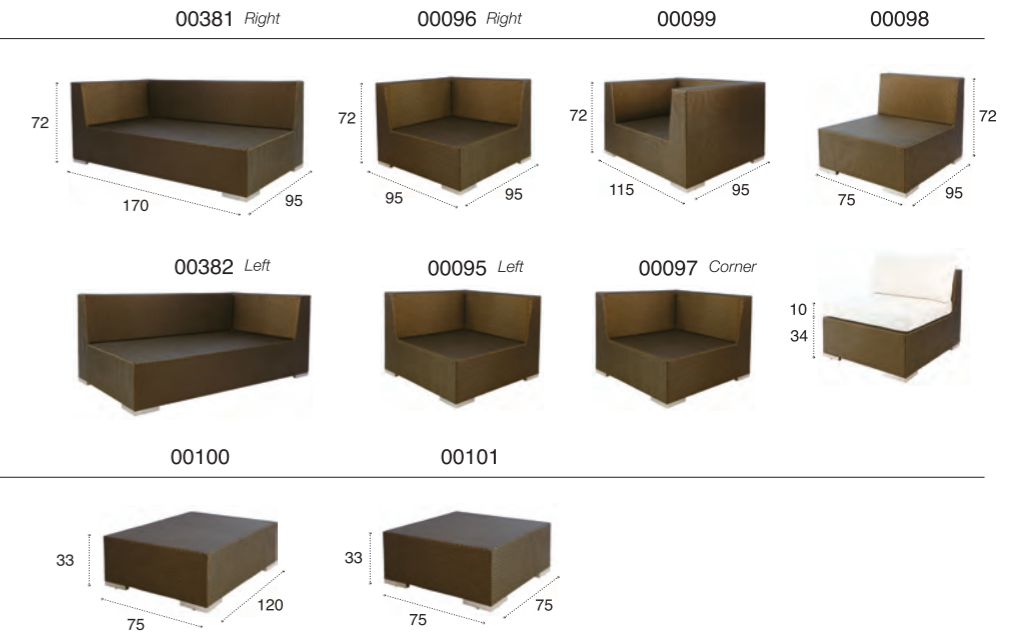 00381 Right 00096 Right 00099 00098
72 72 72 72
170 95 95 95 115 95 75 95
00382 Left 00095 Left 00097 Corner
10
34
00100 00101
33 33
75 120 75 75